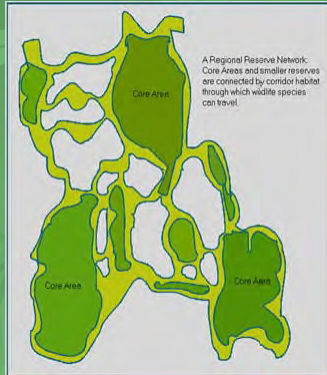 A Regional Reserve Network:
Core Areas and smaller reserves
are connected by corridor habitat
through which wildlife species
can travel.
Core Area
Core Area
Core Area